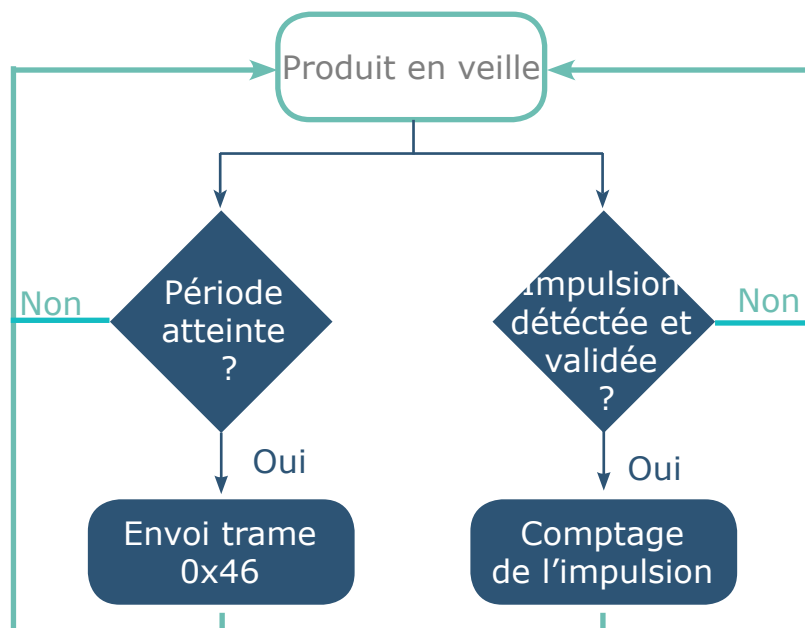 Produit en veille
Non
Période
atteinte
?
Impulsion
détéctée et
validée
?
Non
Oui
Oui
Envoi trame
0x46
Comptage
de l’impulsion